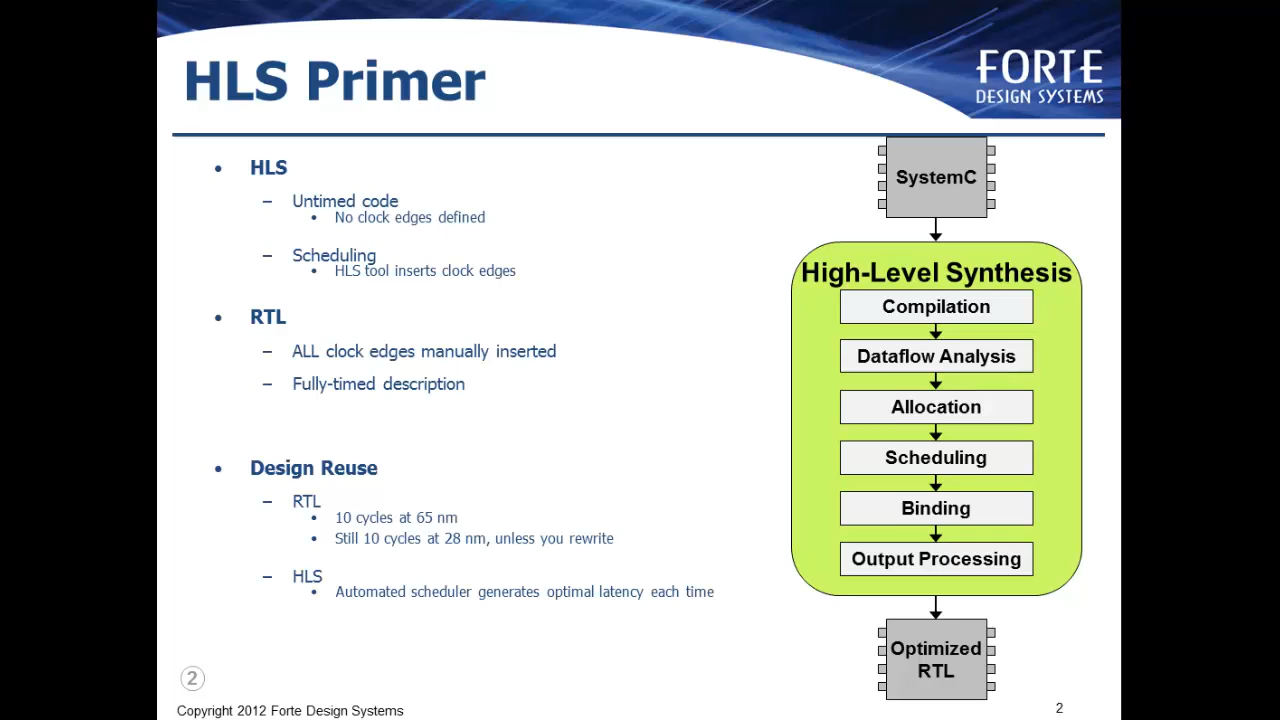 HLS Primer
FORTE
DESIGN SYSTEMS
• HLS
– Untimed code
• No clock edges defined
– Scheduling
• HLS tool inserts clock edges
• RTL
– ALL clock edges manually inserted
– Fully-timed description
• Design Reuse
– RTL
• 10 cycles at 65 nm
• Still 10 cycles at 28 nm, unless you rewrite
– HLS
• Automated scheduler generates optimal latency each time
SystemC
High-Level Synthesis
Compilation
Dataflow Analysis
Allocation
Scheduling
Binding
Output Processing
Optimized
RTL
2
Copyright 2012 Forte Design Systems
2